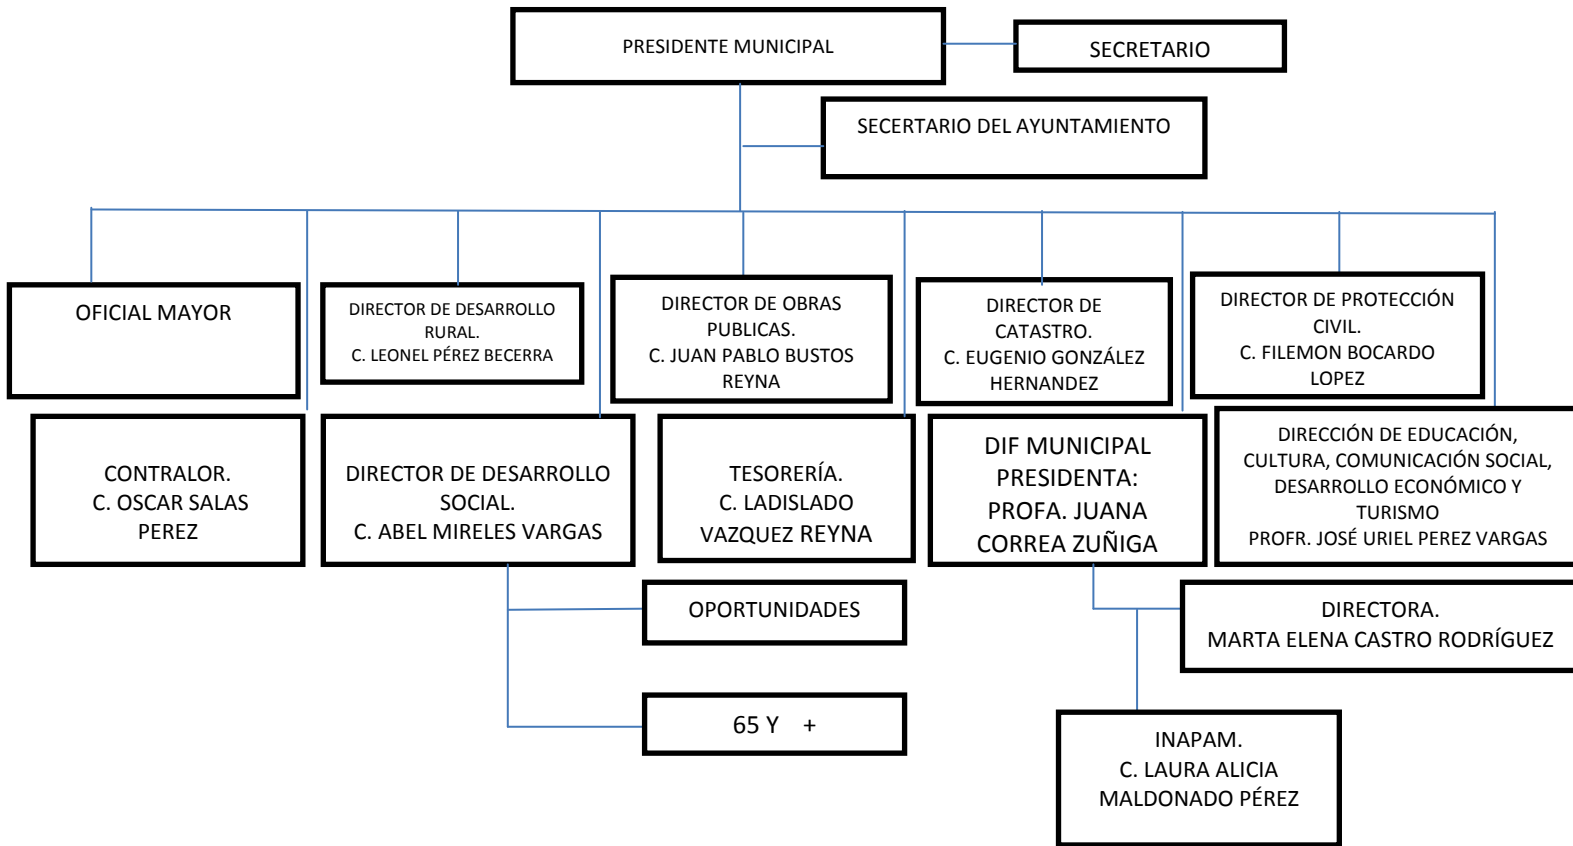 PRESIDENTE MUNICIPAL
SECRETARIO
SECERTARIO DEL AYUNTAMIENTO
OFICIAL MAYOR
DIRECTOR DE DESARROLLO
RURAL.
C. LEONEL PÉREZ BECERRA
DIRECTOR DE OBRAS
PUBLICAS.
C. JUAN PABLO BUSTOS
REYNA
DIRECTOR DE
CATASTRO.
C. EUGENIO GONZÁLEZ
HERNANDEZ
DIRECTOR DE PROTECCIÓN
CIVIL.
C. FILEMON BOCARDO
LOPEZ
CONTRALOR.
C. OSCAR SALAS
PEREZ
DIRECTOR DE DESARROLLO
SOCIAL.
C. ABEL MIRELES VARGAS
TESORERÍA.
C. LADISLADO
VAZQUEZ REYNA
DIF MUNICIPAL
PRESIDENTA:
PROFA. JUANA
CORREA ZUÑIGA
DIRECCIÓN DE EDUCACIÓN,
CULTURA, COMUNICACIÓN SOCIAL,
DESARROLLO ECONÓMICO Y
TURISMO
PROFR. JOSÉ URIEL PEREZ VARGAS
OPORTUNIDADES
DIRECTORA.
MARTA ELENA CASTRO RODRÍGUEZ
65 Y +
INAPAM.
C. LAURA ALICIA
MALDONADO PÉREZ